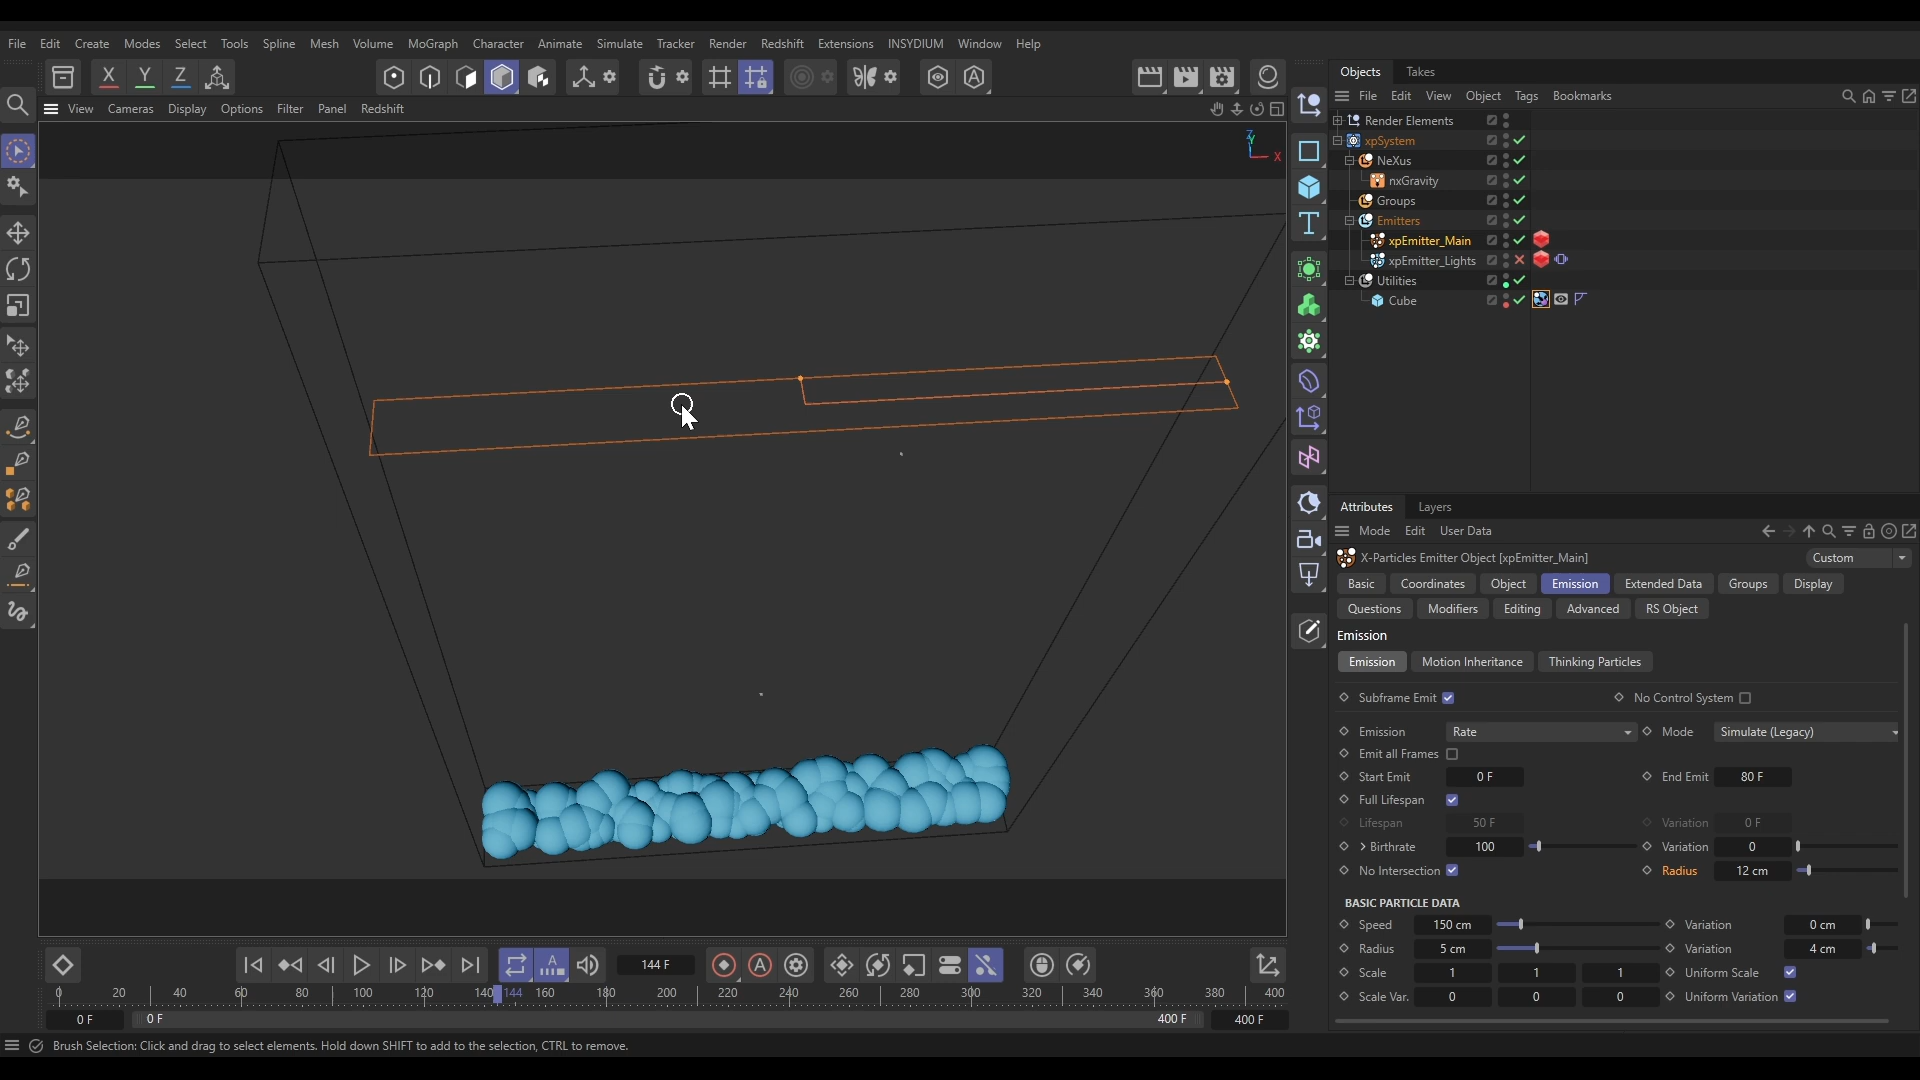 File Edit Create Modes Select Tools Spline Mesh Volume MoGraph Character Animate Simulate Tracker Render Redshift Extensions INSYDIUM Window Help
X Y Z
View Cameras Display Options Filter Panel Redshift
Y X
Objects Takes
File Edit View Object Tags Bookmarks
Render Elements
xpSystem
NeXus
nxGravity
Groups
Emitters
xpEmitter_Main
xpEmitter_Lights
Utilities
Cube
Attributes Layers
Mode Edit User Data
X-Particles Emitter Object [xpEmitter_Main] Custom
Basic Coordinates Object Emission Extended Data Groups Display
Questions Modifiers Editing Advanced RS Object
Emission
Emission Motion Inheritance Thinking Particles
Subframe Emit No Control System
Emission Rate Mode Simulate (Legacy)
Emit all Frames
Start Emit 0 F End Emit 80 F
Full Lifespan
Lifespan 50 F Variation 0 F
> Birthrate 100 Variation 0
No Intersection Radius 12 cm
BASIC PARTICLE DATA
Speed 150 cm Variation 0 cm
Radius 5 cm Variation 4 cm
Scale 1 1 1 Uniform Scale
Scale Var. 0 0 0 Uniform Variation
144 F
0 20 40 60 80 100 120 140 144 160 180 200 220 240 260 280 300 320 340 360 380 400
0 F 0 F 400 F 400 F
Brush Selection: Click and drag to select elements. Hold down SHIFT to add to the selection, CTRL to remove.